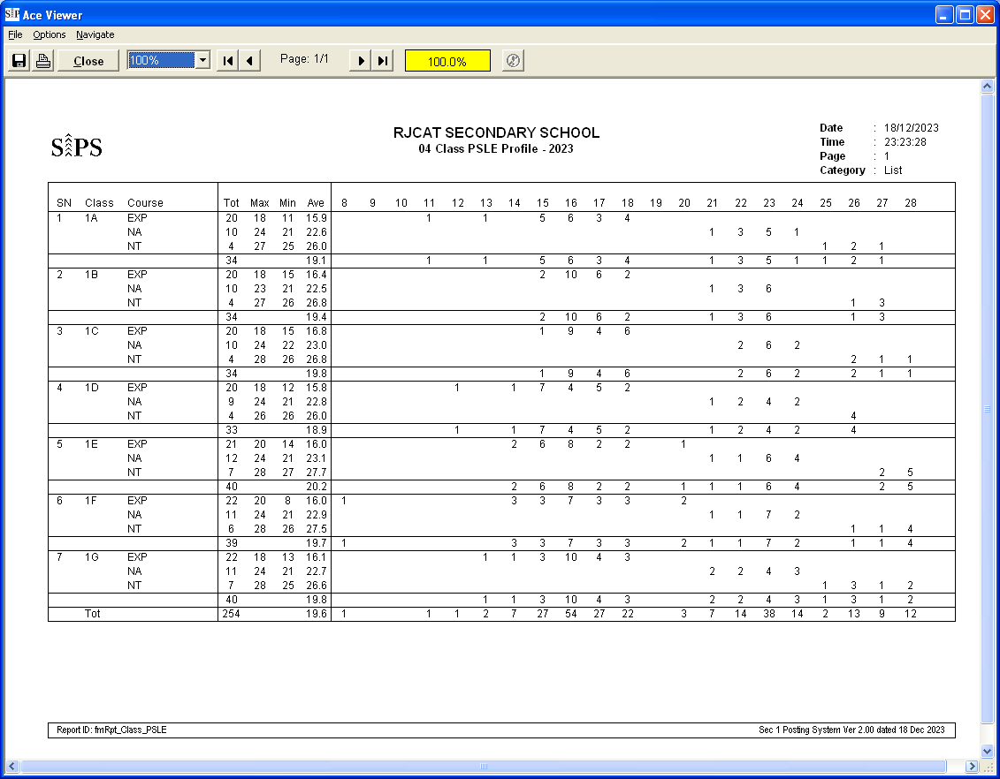 SIPS Ace Viewer
File Options Navigate
Close 100% Page: 1/1 100.0%
SIPS
RJCAT SECONDARY SCHOOL
04 Class PSLE Profile - 2023
Date : 18/12/2023
Time : 23:23:28
Page : 1
Category : List
SN Class Course Tot Max Min Ave 8 9 10 11 12 13 14 15 16 17 18 19 20 21 22 23 24 25 26 27 28
1 1A EXP 20 18 11 15.9 1 1 5 6 3 4
NA 10 24 21 22.6 1 3 5 1
NT 4 27 25 26.0 1 2 1
34 19.1 1 1 5 6 3 4 1 3 5 1 1 2 1
2 1B EXP 20 18 15 16.4 2 10 6 2
NA 10 23 21 22.5 1 3 6
NT 4 27 26 26.8 1 3
34 19.4 2 10 6 2 1 3 6 1 3
3 1C EXP 20 18 15 16.8 1 9 4 6
NA 10 24 22 23.0 2 6 2
NT 4 28 26 26.8 2 1 1
34 19.8 1 9 4 6 2 6 2 2 1 1
4 1D EXP 20 18 12 15.8 1 1 7 4 5 2
NA 9 24 21 22.8 1 2 4 2
NT 4 26 26 26.0 4
33 18.9 1 1 7 4 5 2 1 2 4 2 4
5 1E EXP 21 20 14 16.0 2 6 8 2 2 1
NA 12 24 21 23.1 1 1 6 4
NT 7 28 27 27.7 2 5
40 20.2 2 6 8 2 2 1 1 1 6 4 2 5
6 1F EXP 22 20 8 16.0 1 3 3 7 3 3 2
NA 11 24 21 22.9 1 1 7 2
NT 6 28 26 27.5 1 1 4
39 19.7 1 3 3 7 3 3 2 1 1 7 2 1 1 4
7 1G EXP 22 18 13 16.1 1 1 3 10 4 3
NA 11 24 21 22.7 2 2 4 3
NT 7 28 25 26.6 1 3 1 2
40 19.8 1 1 3 10 4 3 2 2 4 3 1 3 1 2
Tot 254 19.6 1 1 1 2 7 27 54 27 22 3 7 14 38 14 2 13 9 12
Report ID: fmRpt_Class_PSLE Sec 1 Posting System Ver 2.00 dated 18 Dec 2023